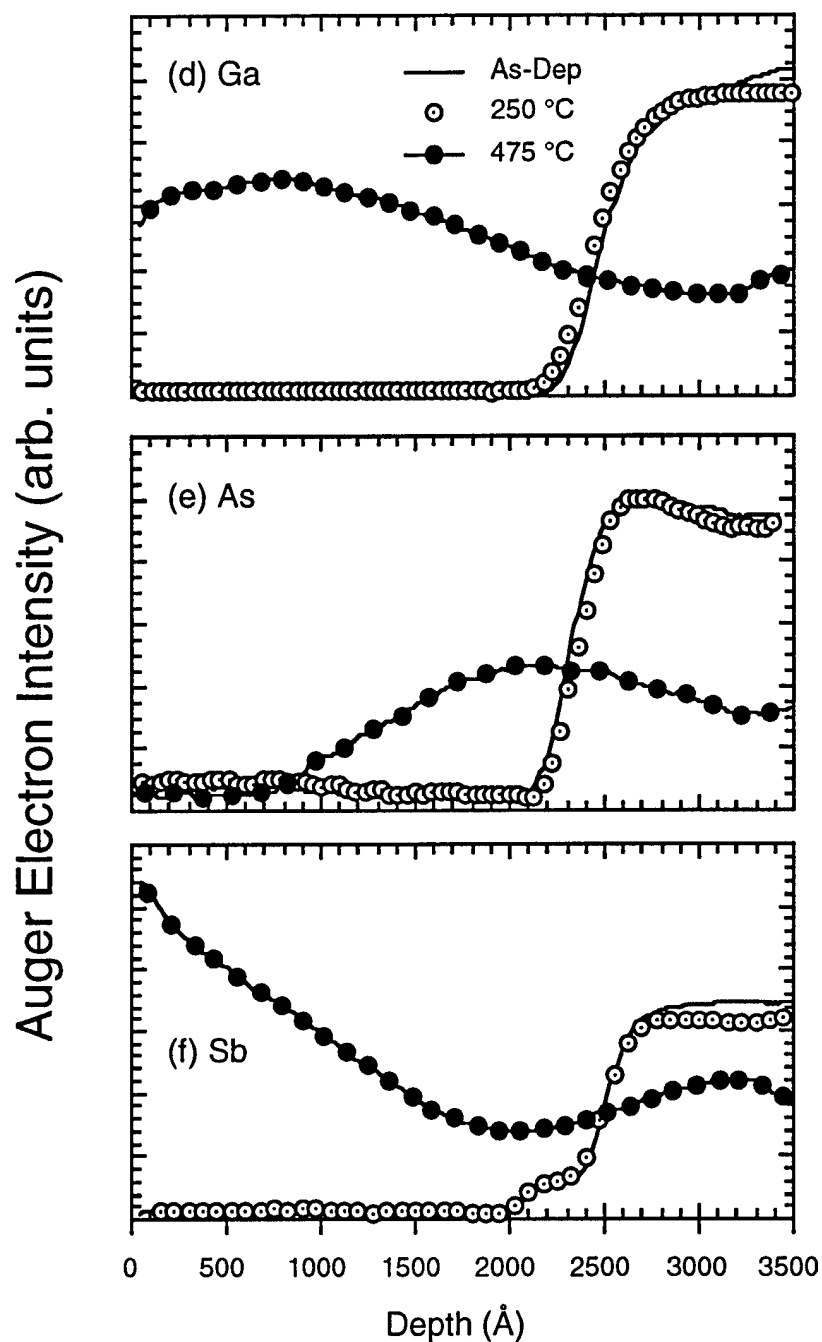 (d) Ga
As-Dep
250 °C
475 °C
(e) As
(f) Sb
Auger Electron Intensity (arb. units)
0 500 1000 1500 2000 2500 3000 3500
Depth (Å)